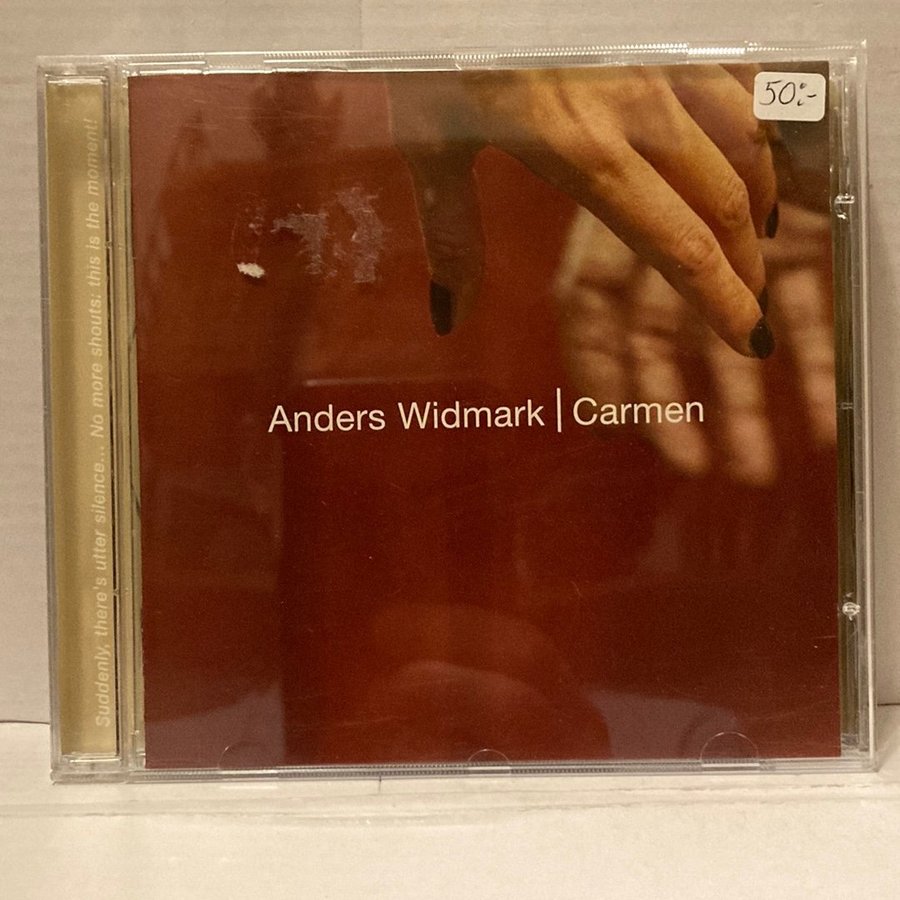 50:-
Anders Widmark | Carmen
Suddenly, there's utter silence... No more shouts: this is the moment!